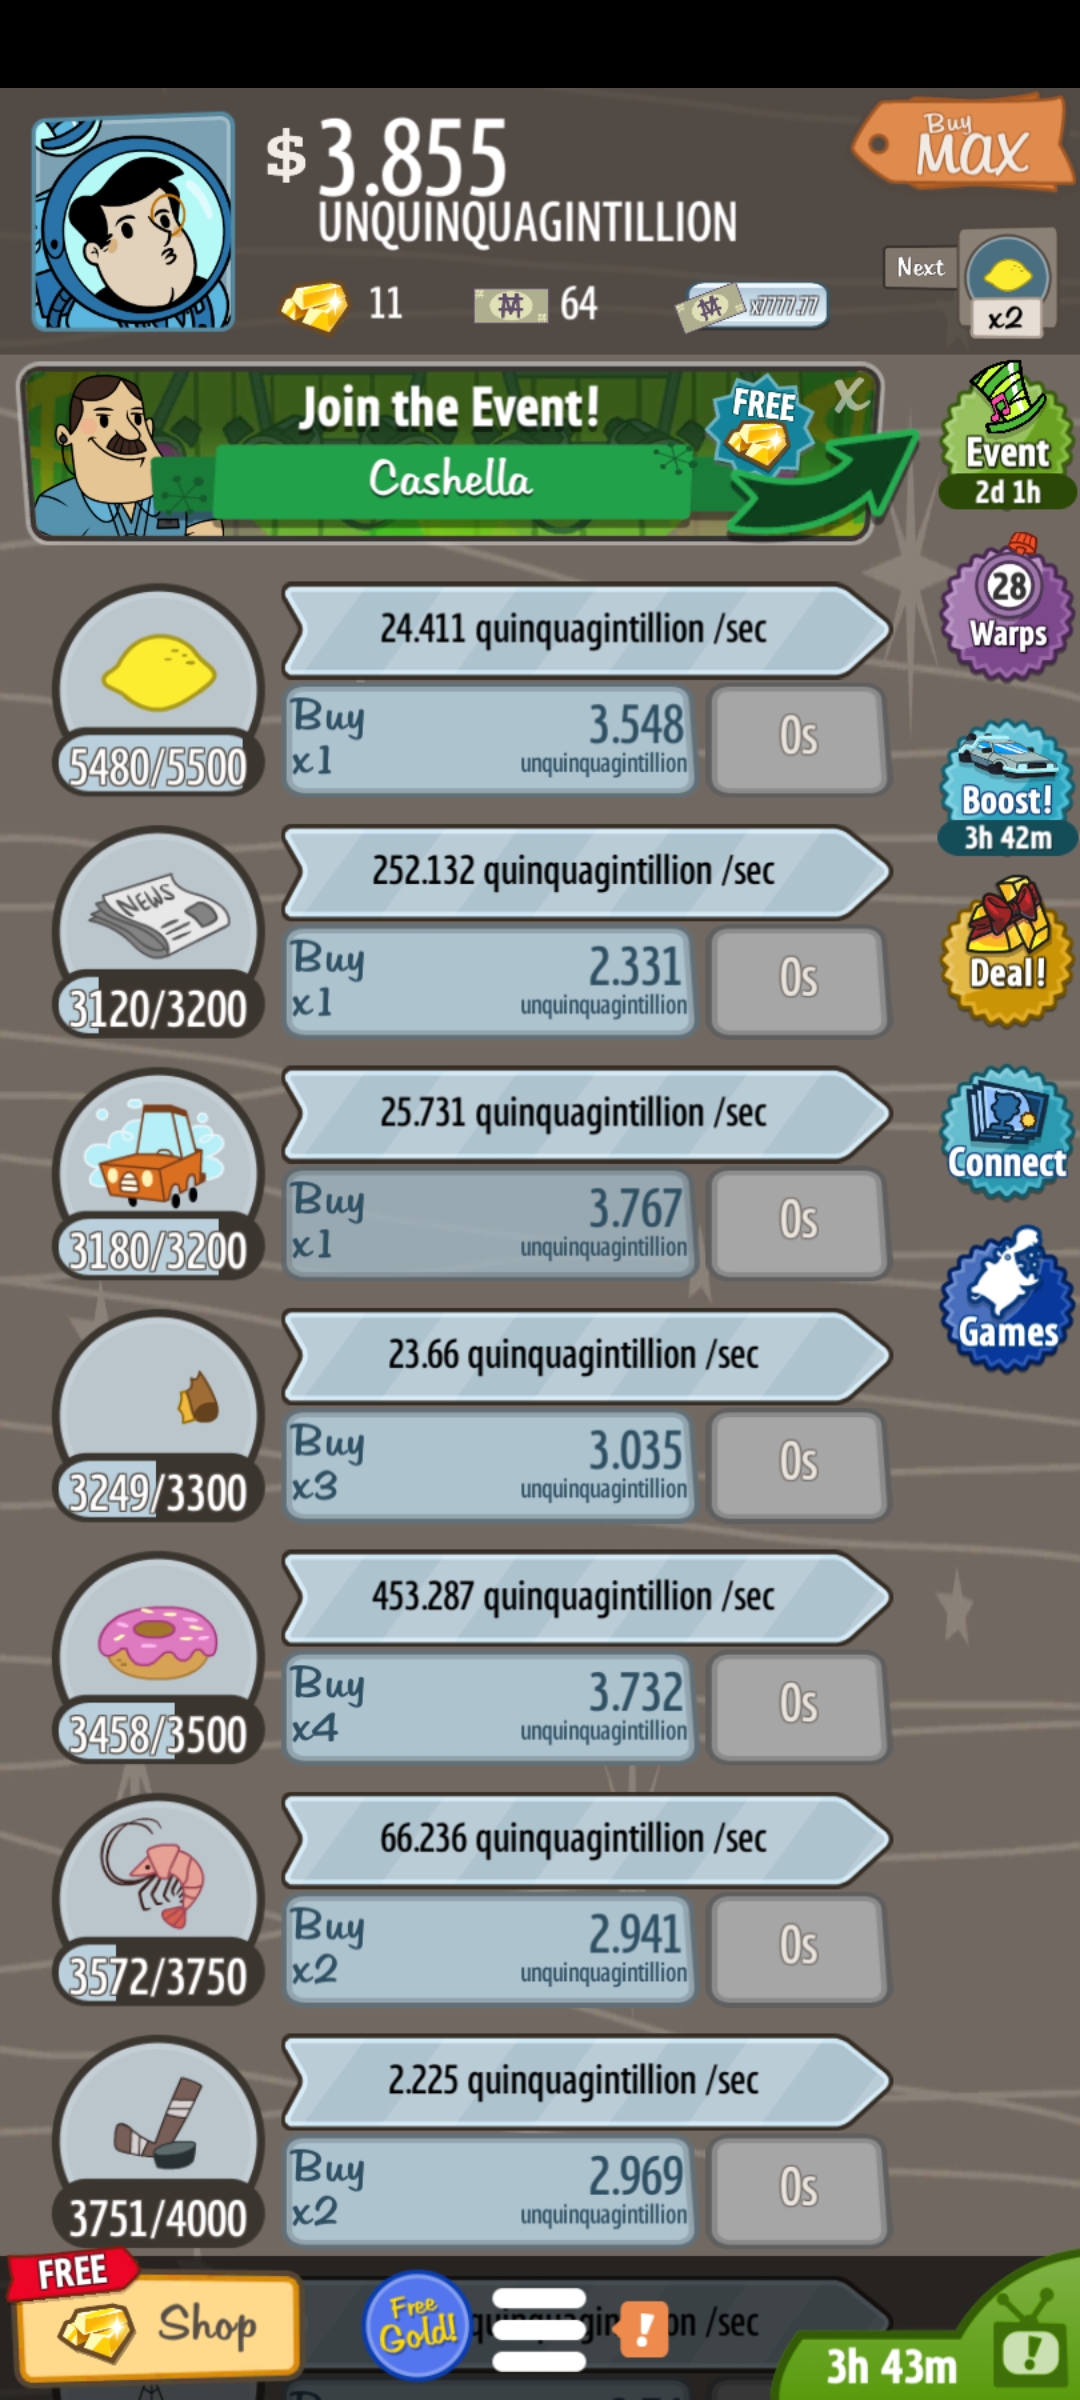 $3.855
UNQUINQUAGINTILLION
Buy
MAX
11
64
x7777.77
Next
x2
Join the Event!
Cashella
FREE
X
Event
2d 1h
28
Warps
Boost!
3h 42m
Deal!
Connect
Games
24.411 quinquagintillion /sec
5480/5500
Buy
x1
3.548
unquinquagintillion
0s
NEWS
252.132 quinquagintillion /sec
3120/3200
Buy
x1
2.331
unquinquagintillion
0s
25.731 quinquagintillion /sec
3180/3200
Buy
x1
3.767
unquinquagintillion
0s
23.66 quinquagintillion /sec
3249/3300
Buy
x3
3.035
unquinquagintillion
0s
453.287 quinquagintillion /sec
3458/3500
Buy
x4
3.732
unquinquagintillion
0s
66.236 quinquagintillion /sec
3572/3750
Buy
x2
2.941
unquinquagintillion
0s
2.225 quinquagintillion /sec
3751/4000
Buy
x2
2.969
unquinquagintillion
0s
FREE
Shop
Free
Gold!
!
on /sec
3h 43m
!